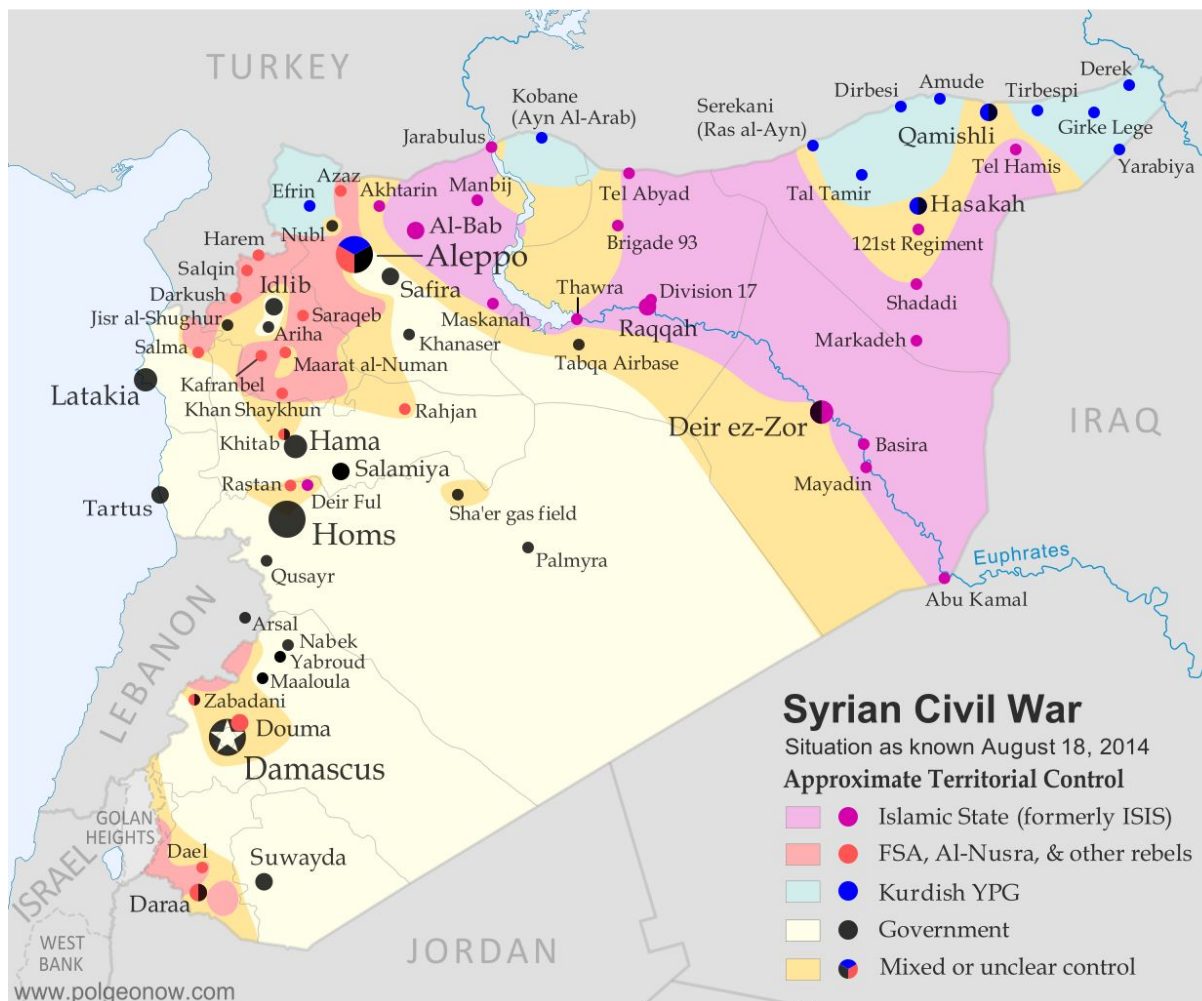 TURKEY
Kobane
(Ayn Al-Arab)
Serekani
(Ras al-Ayn)
Dirbesi
Amude
Tirbespi
Derek
Qamishli
Girke Lege
Yarabiya
Tel Hamis
Jarabulus
Azaz
Akhtarin
Manbij
Efrin
Tel Abyad
Tal Tamir
Hasakah
Nubl
Al-Bab
Brigade 93
121st Regiment
Harem
Aleppo
Salqin
Safira
Thawra
Division 17
Shadadi
Idlib
Darkush
Saraqeb
Maskanah
Raqqah
Jisr al-Shughur
Ariha
Khanaser
Tabqa Airbase
Markadeh
Salma
Maarat al-Numan
Kafranbel
Latakia
Khan Shaykhun
Rahjan
Deir ez-Zor
IRAQ
Khitab
Hama
Basira
Salamiya
Mayadin
Rastan
Tartus
Deir Ful
Sha'er gas field
Homs
Palmyra
Euphrates
Qusayr
Abu Kamal
LEBANON
Arsal
Nabek
Yabroud
Maaloula
Zabadani
Douma
Damascus
GOLAN
HEIGHTS
ISRAEL
Dael
Suwayda
Daraa
WEST
BANK
JORDAN
Syrian Civil War
Situation as known August 18, 2014
Approximate Territorial Control
Islamic State (formerly ISIS)
FSA, Al-Nusra, & other rebels
Kurdish YPG
Government
Mixed or unclear control
www.polgeonow.com